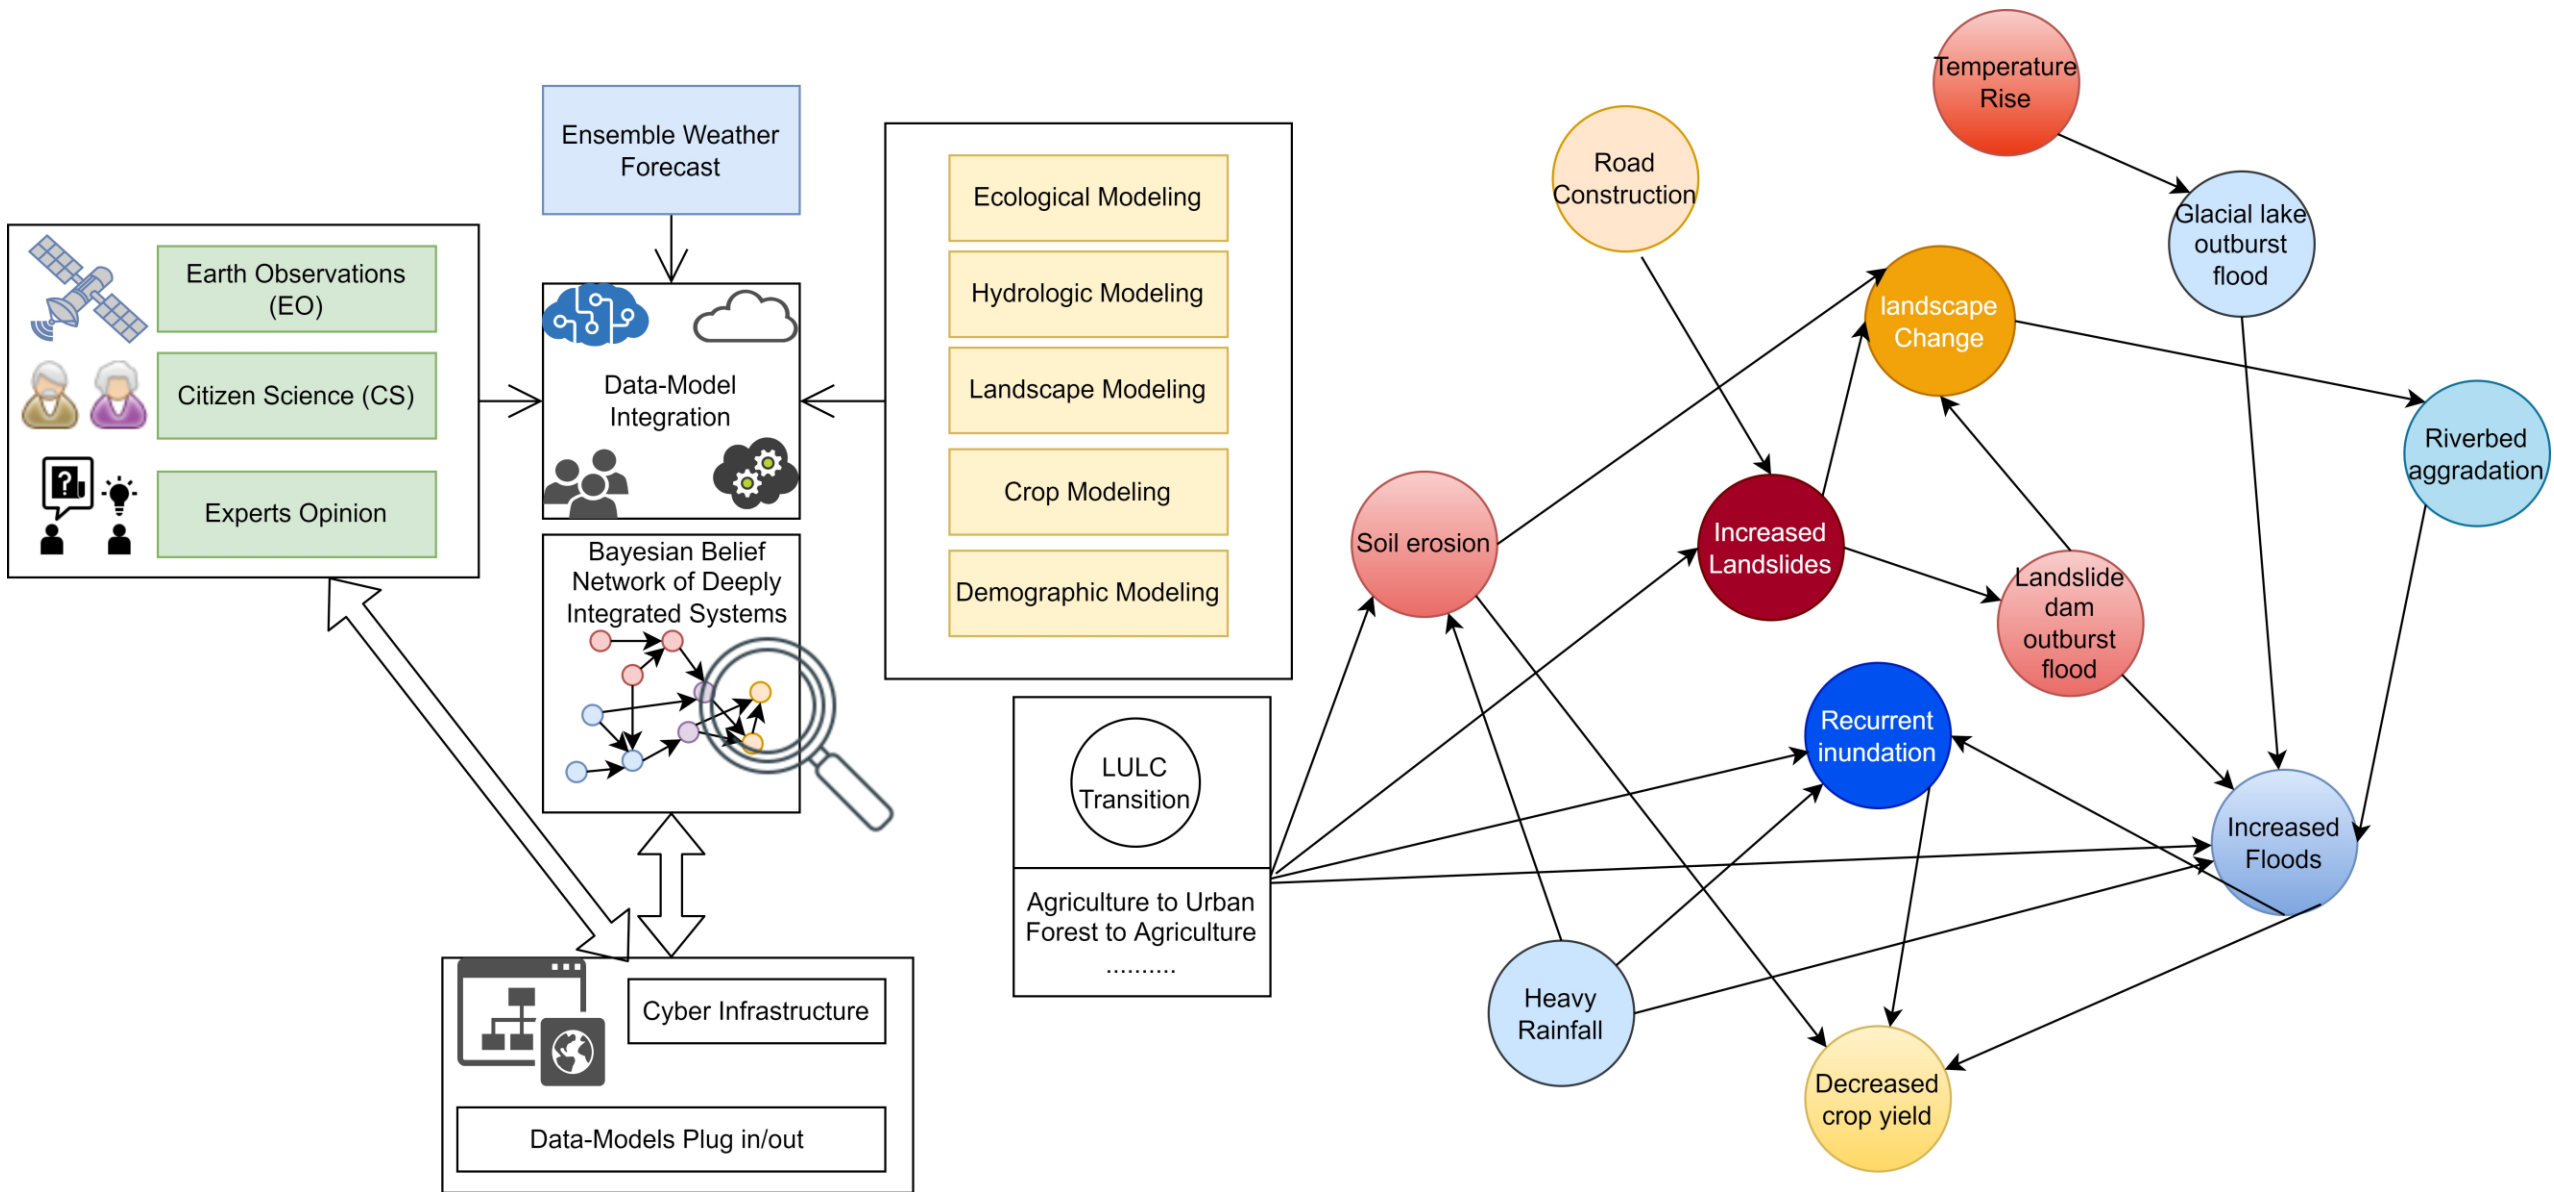 Ensemble Weather
Forecast
Earth Observations
(EO)
Citizen Science (CS)
Experts Opinion
?
Data-Model
Integration
Bayesian Belief
Network of Deeply
Integrated Systems
Ecological Modeling
Hydrologic Modeling
Landscape Modeling
Crop Modeling
Demographic Modeling
Cyber Infrastructure
Data-Models Plug in/out
LULC
Transition
Agriculture to Urban
Forest to Agriculture
..........
Temperature
Rise
Road
Construction
Glacial lake
outburst
flood
landscape
Change
Riverbed
aggradation
Soil erosion
Increased
Landslides
Landslide
dam
outburst
flood
Recurrent
inundation
Increased
Floods
Heavy
Rainfall
Decreased
crop yield